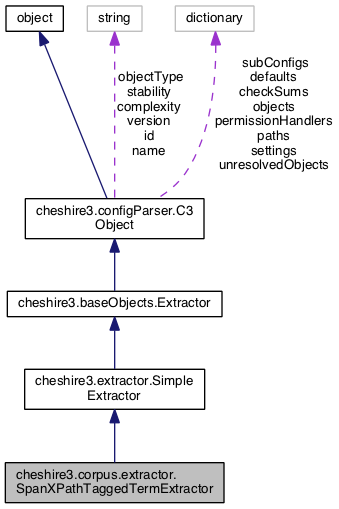 object
string
dictionary
objectType
stability
complexity
version
id
name
subConfigs
defaults
checkSums
objects
permissionHandlers
paths
settings
unresolvedObjects
cheshire3.configParser.C3
Object
cheshire3.baseObjects.Extractor
cheshire3.extractor.Simple
Extractor
cheshire3.corpus.extractor.
SpanXPathTaggedTermExtractor